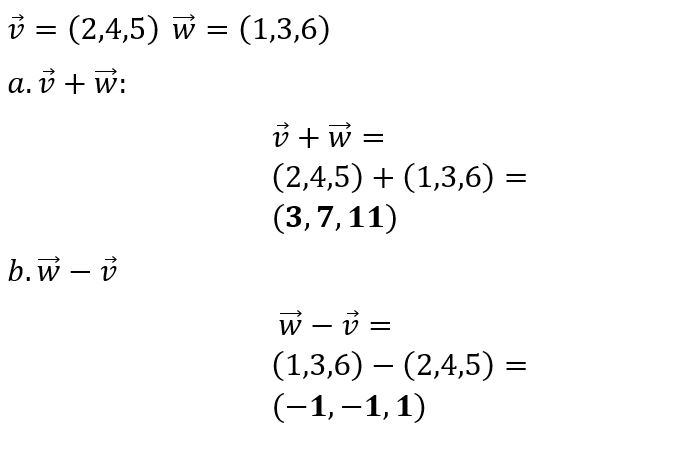 v⃗ = (2,4,5) w⃗ = (1,3,6)
a. v⃗ + w⃗:
v⃗ + w⃗ =
(2,4,5) + (1,3,6) =
(3, 7, 11)
b. w⃗ − v⃗
w⃗ − v⃗ =
(1,3,6) − (2,4,5) =
(−1, −1, 1)